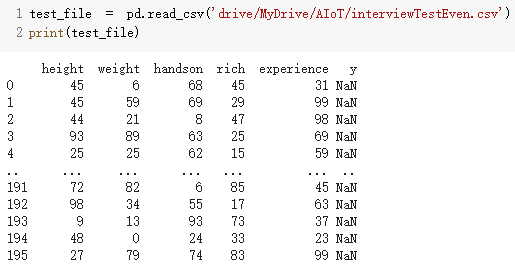 1 test_file = pd.read_csv('drive/MyDrive/AIoT/interviewTestEven.csv')
2 print(test_file)
height weight handson rich experience y
0 45 6 68 45 31 NaN
1 45 59 69 29 99 NaN
2 44 21 8 47 98 NaN
3 93 89 63 25 69 NaN
4 25 25 62 15 59 NaN
.. ... ... ... ... ... ..
191 72 82 6 85 45 NaN
192 98 34 55 17 63 NaN
193 9 13 93 73 37 NaN
194 48 0 24 33 23 NaN
195 27 79 74 83 99 NaN